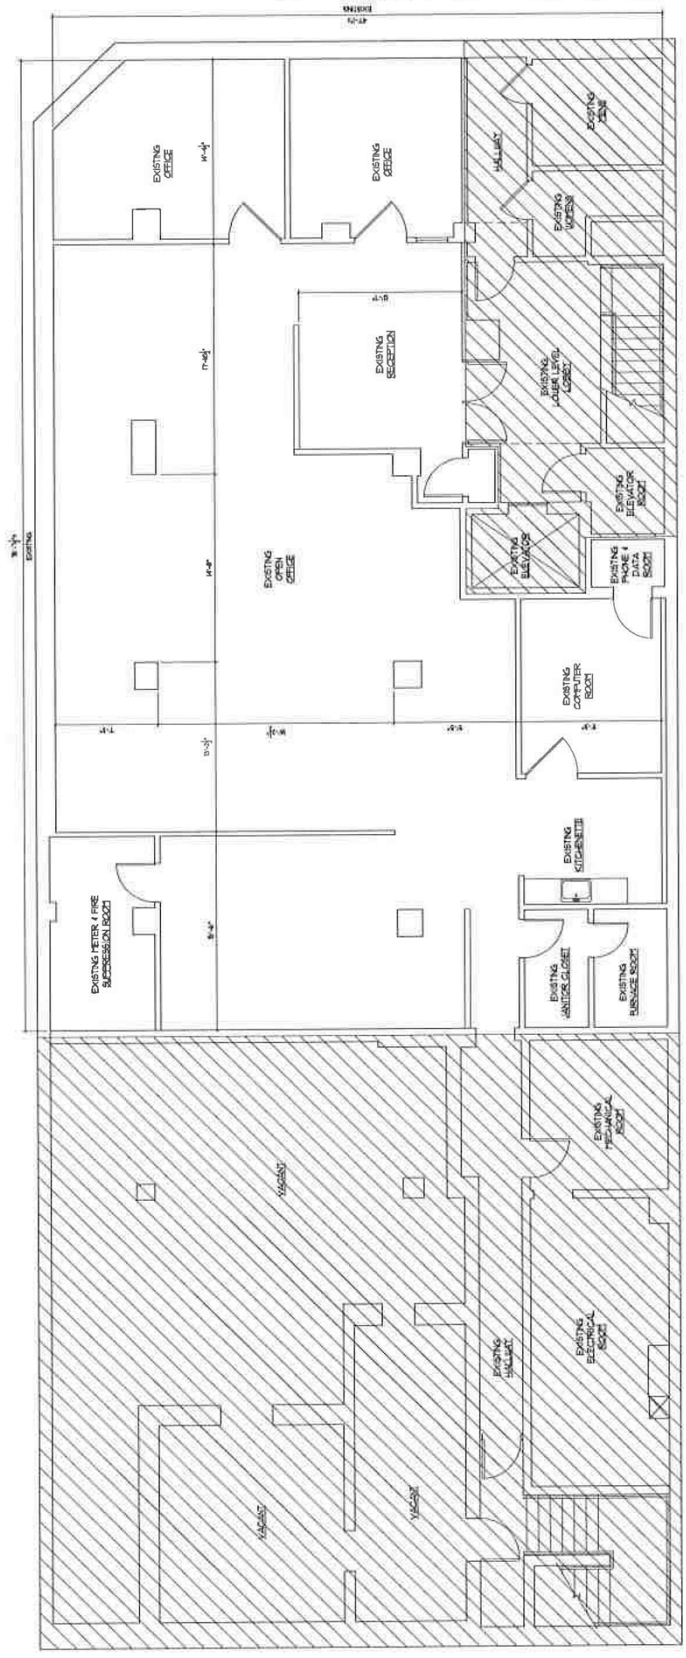 EXISTING
EXISTING
OFFICE
EXISTING
OFFICE
HALLWAY
EXISTING
MENS
EXISTING
WOMENS
EXISTING
RECEPTION
EXISTING
LOWER LEVEL
LOBBY
EXISTING
ELEVATOR
ROOM
EXISTING
ELEVATOR
EXISTING
PHONE &
DATA
ROOM
EXISTING
EXISTING
OPEN
OFFICE
EXISTING
COMPUTER
ROOM
EXISTING
KITCHENETTE
EXISTING METER & FIRE
SUPPRESSION ROOM
EXISTING
JANITOR CLOSET
EXISTING
FURNACE ROOM
VACANT
EXISTING
MECHANICAL
ROOM
EXISTING
HALLWAY
EXISTING
ELECTRICAL
ROOM
VACANT
VACANT